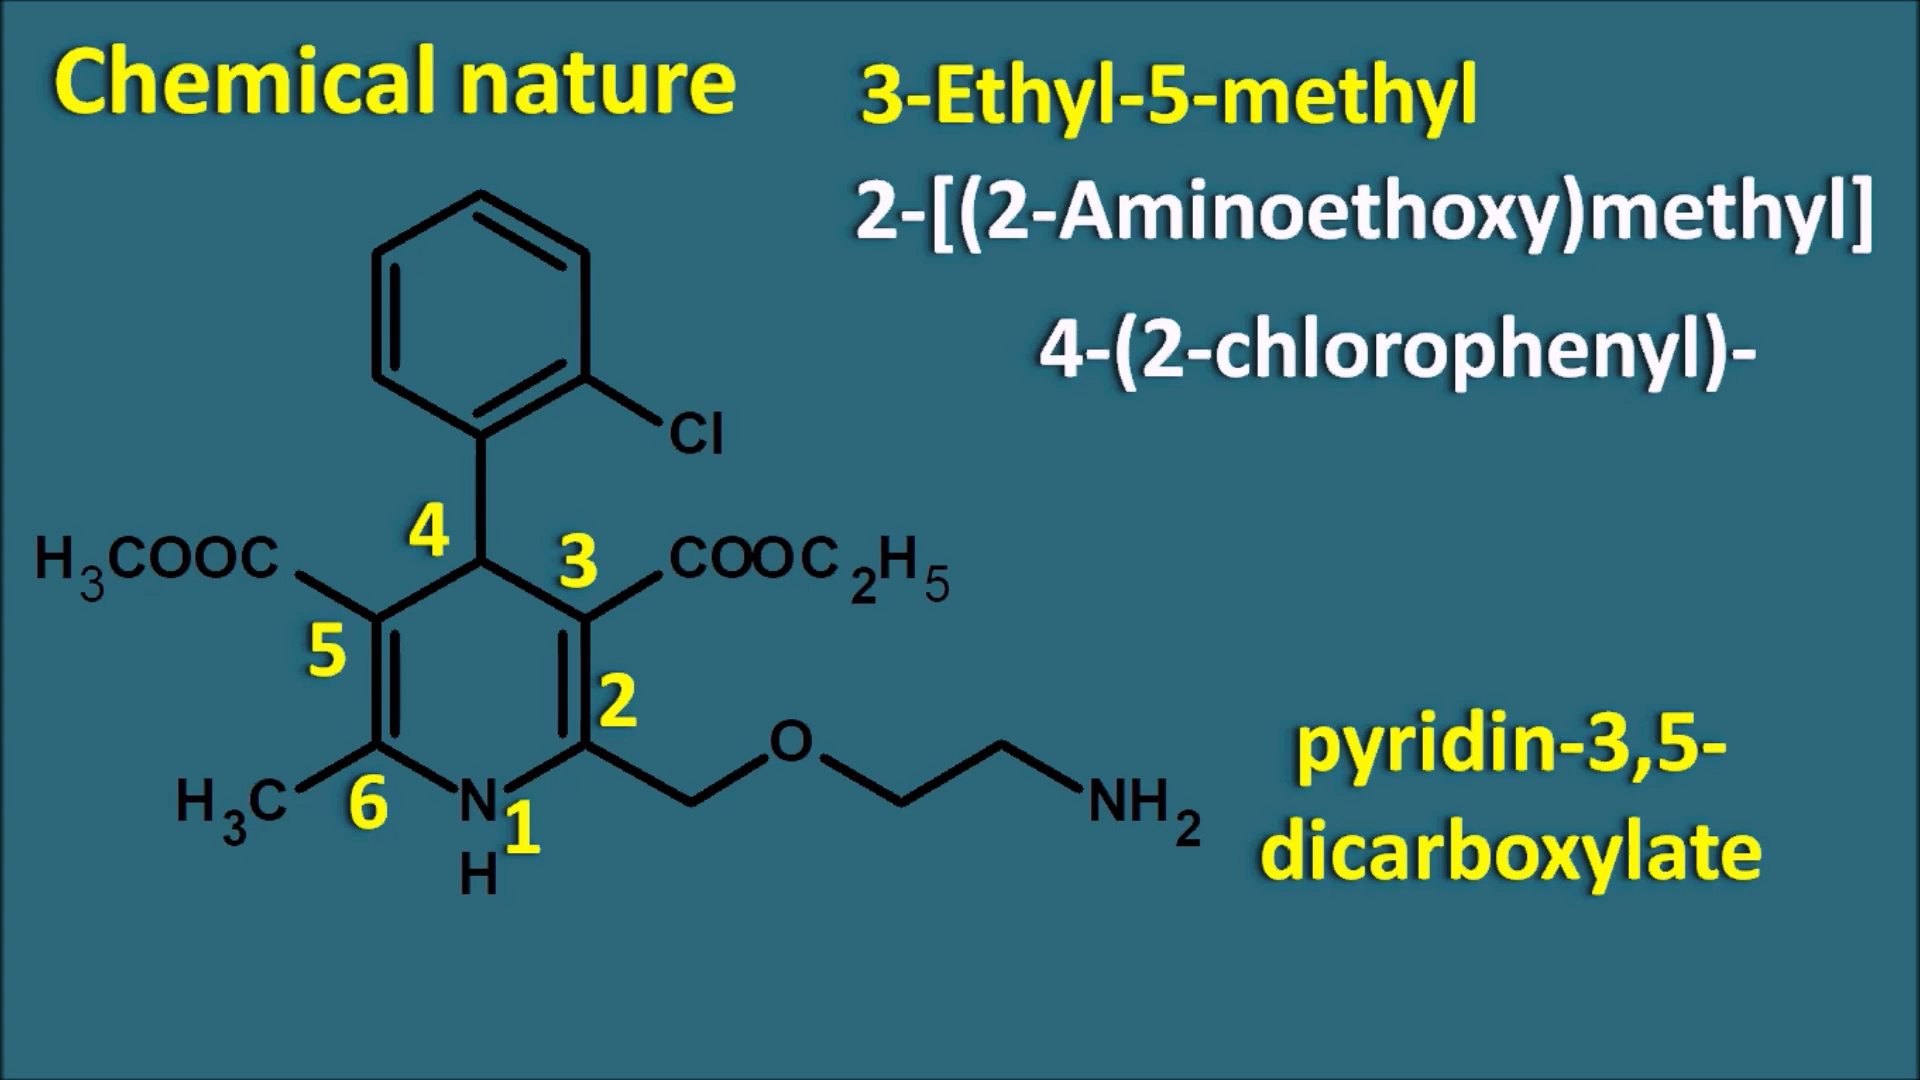 Chemical nature
3-Ethyl-5-methyl
2-[(2-Aminoethoxy)methyl]
4-(2-chlorophenyl)-
Cl
4
3
H3COOC
COOC2H5
5
2
O
pyridin-3,5-
H3C
6
N
1
NH2
H
dicarboxylate